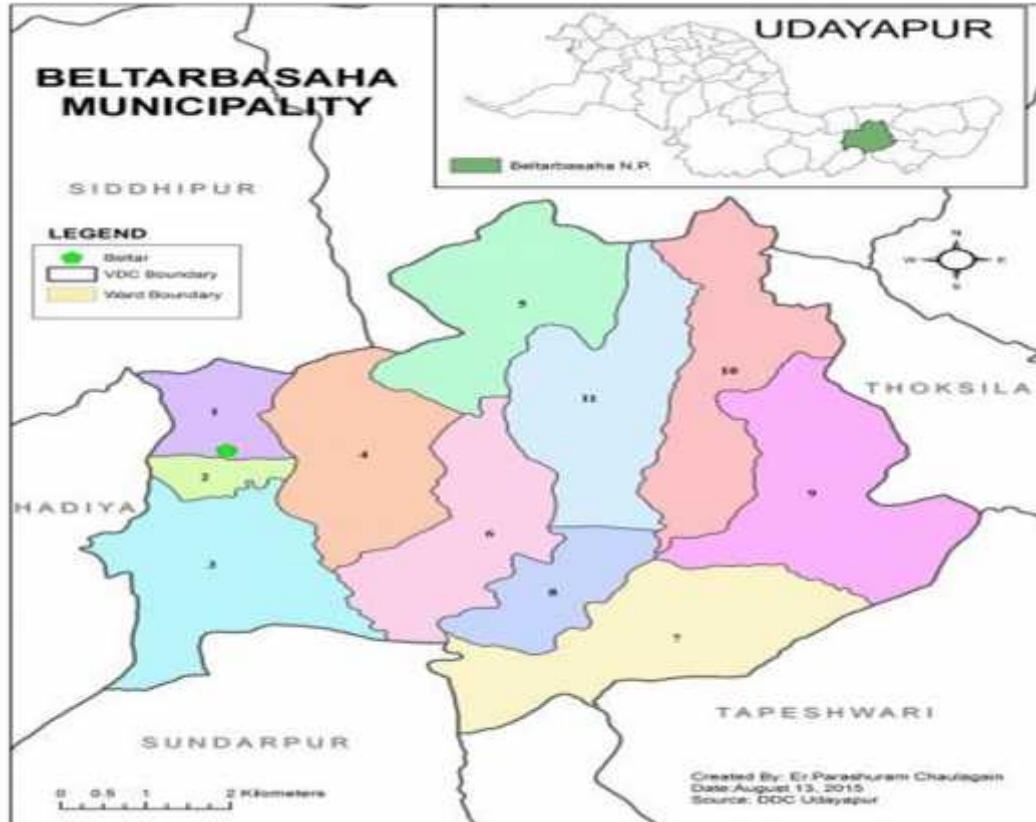 BELTARBASAHA
MUNICIPALITY
UDAYAPUR
Beltarbasaha N.P.
SIDDHIPUR
LEGEND
Beltar
VDC Boundary
Ward Boundary
N
W E
S
5
10
11
1
4
2
9
3
6
8
7
THOKSILA
HADIYA
TAPESHWARI
SUNDARPUR
0 0.5 1 2 Kilometers
Created By: Er.Parashuram Chaulagain
Date:August 13, 2015
Source: DDC Udayapur